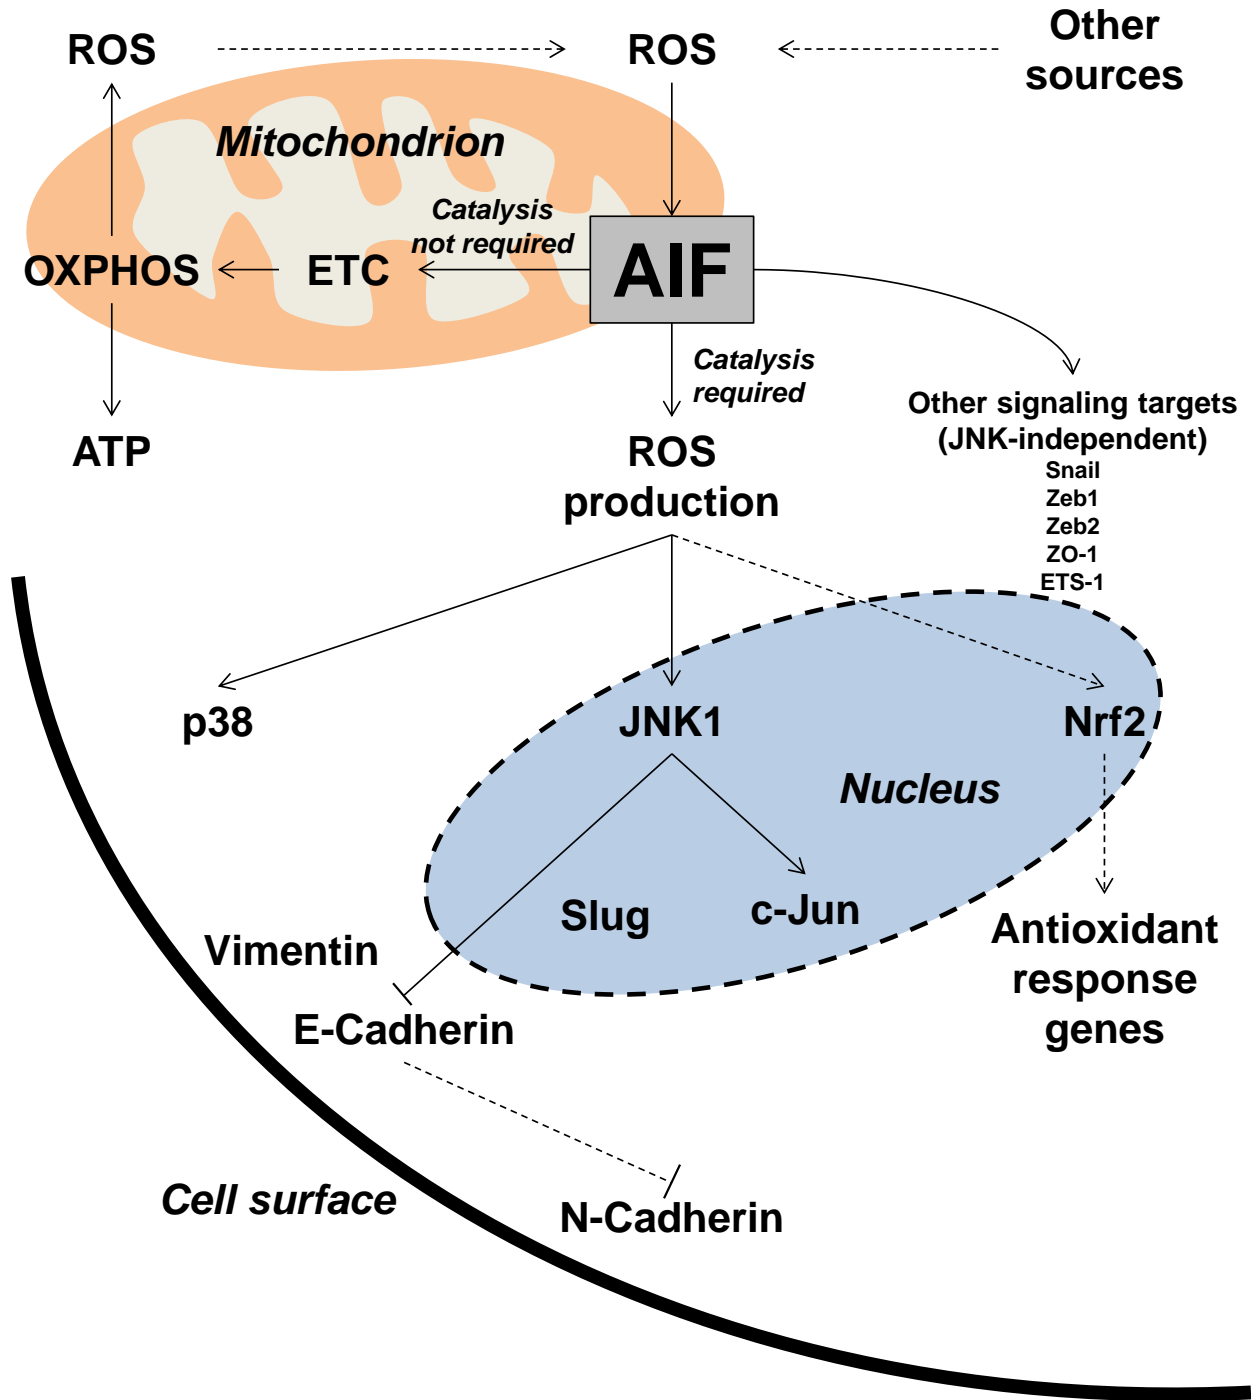 ROS
ROS
Other
sources
Mitochondrion
Catalysis
not required
OXPHOS
ETC
AIF
Catalysis
required
ATP
ROS
production
Other signaling targets
(JNK-independent)
Snail
Zeb1
Zeb2
ZO-1
ETS-1
p38
JNK1
Nrf2
Nucleus
Slug
c-Jun
Vimentin
E-Cadherin
Antioxidant
response
genes
Cell surface
N-Cadherin